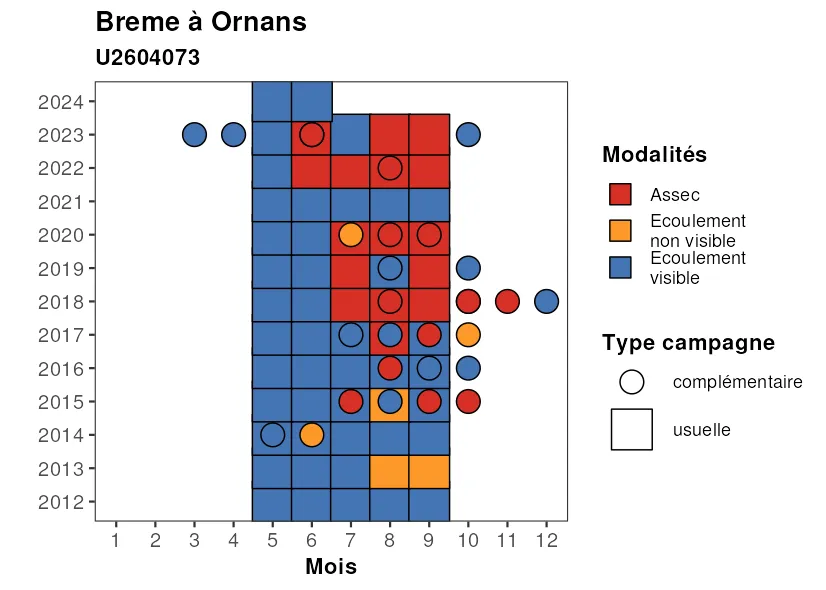 Breme à Ornans
U2604073
2024
2023
2022
2021
2020
2019
2018
2017
2016
2015
2014
2013
2012
1 2 3 4 5 6 7 8 9 10 11 12
Mois
Modalités
Assec
Ecoulement
non visible
Ecoulement
visible
Type campagne
complémentaire
usuelle